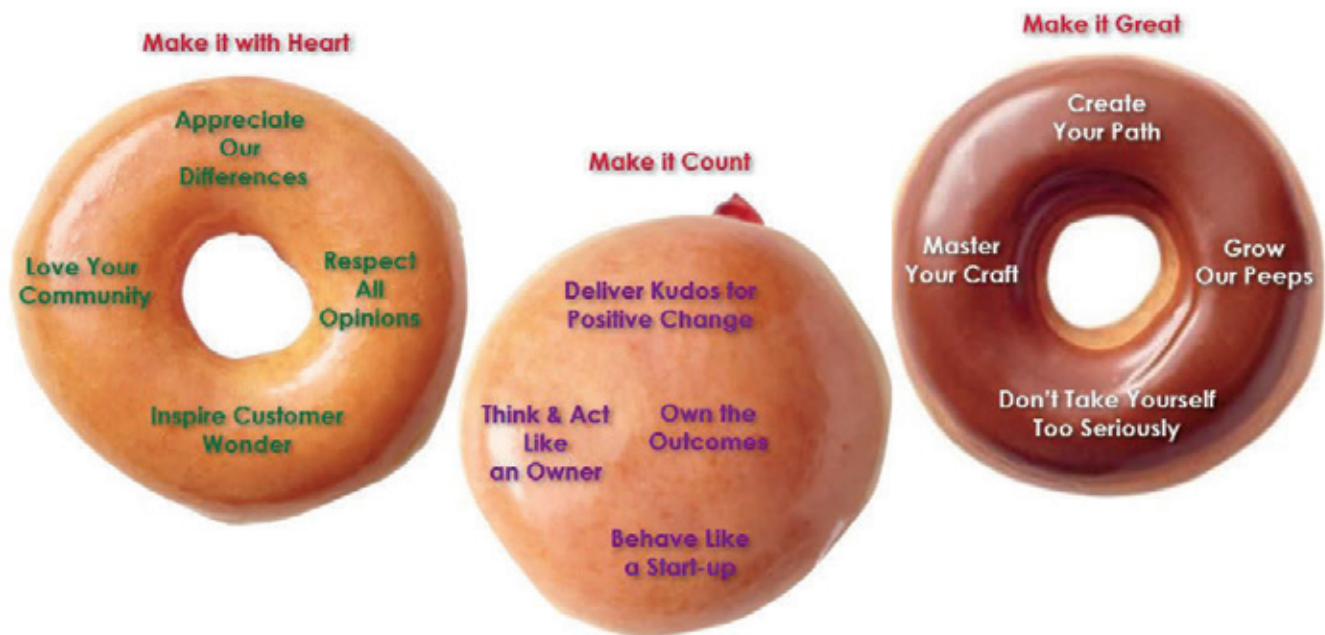 Make it with Heart
Appreciate
Our
Differences
Love Your
Community
Respect
All
Opinions
Inspire Customer
Wonder
Make it Count
Deliver Kudos for
Positive Change
Think & Act
Like
an Owner
Own the
Outcomes
Behave Like
a Start-up
Make it Great
Create
Your Path
Master
Your Craft
Grow
Our Peeps
Don't Take Yourself
Too Seriously